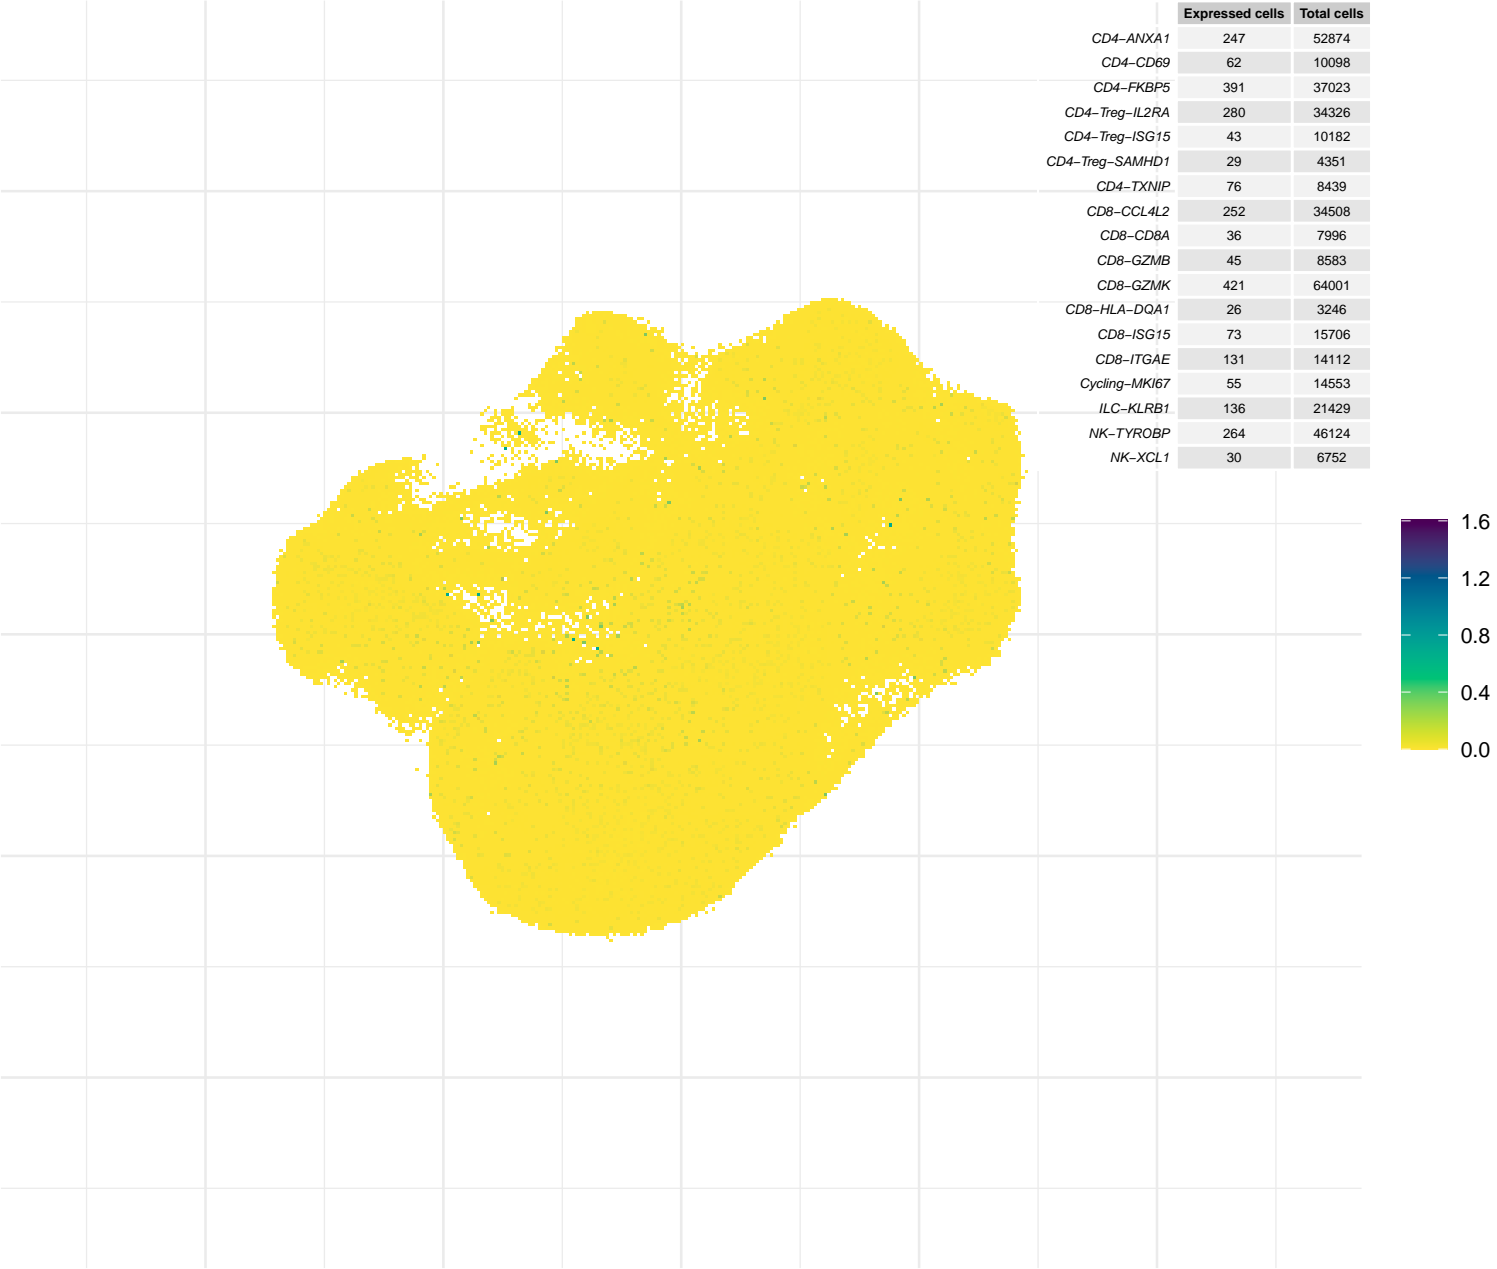 Expressed cells Total cells
CD4−ANXA1 247 52874
CD4−CD69 62 10098
CD4−FKBP5 391 37023
CD4−Treg−IL2RA 280 34326
CD4−Treg−ISG15 43 10182
CD4−Treg−SAMHD1 29 4351
CD4−TXNIP 76 8439
CD8−CCL4L2 252 34508
CD8−CD8A 36 7996
CD8−GZMB 45 8583
CD8−GZMK 421 64001
CD8−HLA−DQA1 26 3246
CD8−ISG15 73 15706
CD8−ITGAE 131 14112
Cycling−MKI67 55 14553
ILC−KLRB1 136 21429
NK−TYROBP 264 46124
NK−XCL1 30 6752
1.6
1.2
0.8
0.4
0.0